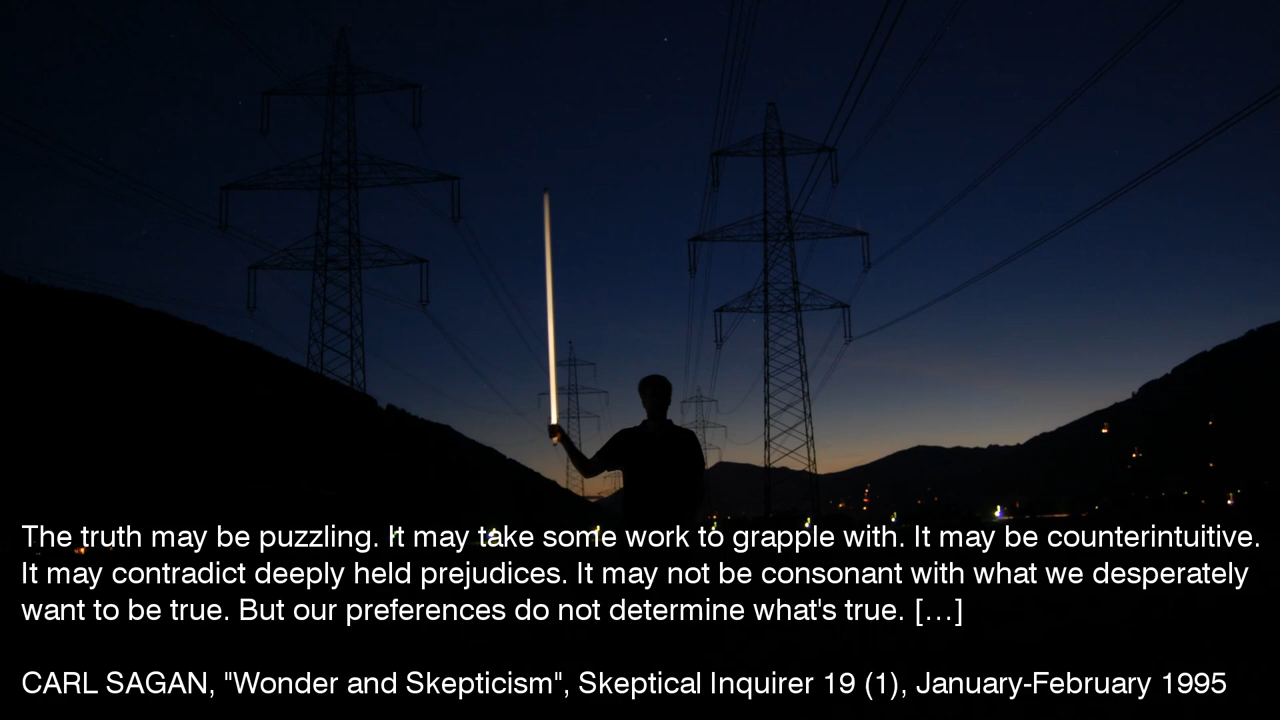 The truth may be puzzling. It may take some work to grapple with. It may be counterintuitive.
It may contradict deeply held prejudices. It may not be consonant with what we desperately
want to be true. But our preferences do not determine what's true. […]
CARL SAGAN, "Wonder and Skepticism", Skeptical Inquirer 19 (1), January-February 1995